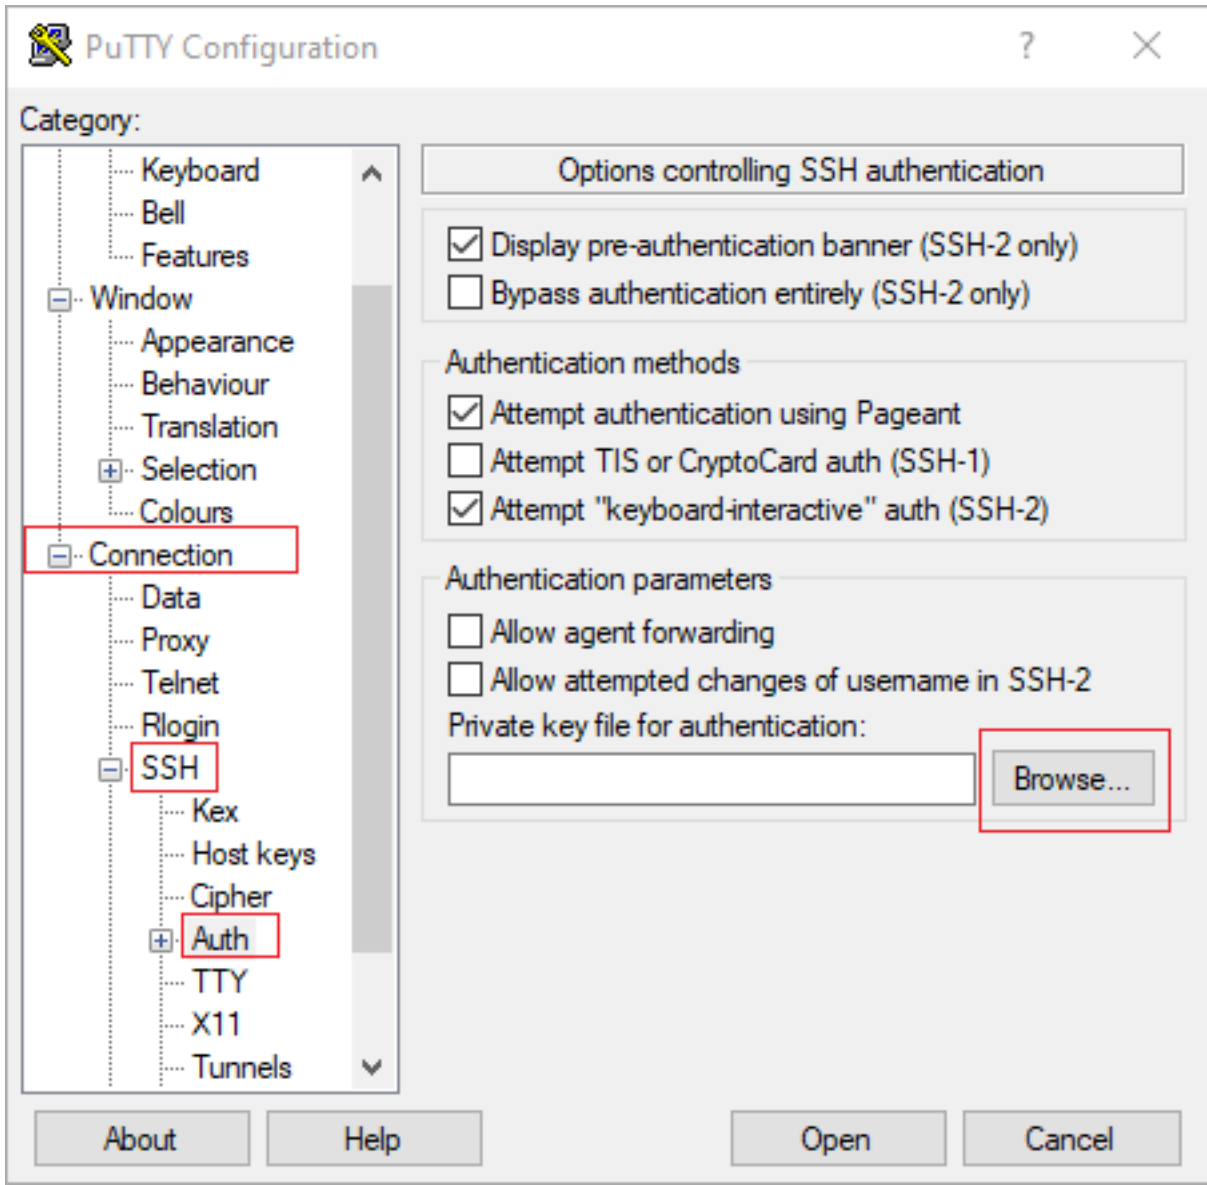 PuTTY Configuration
?
Category:
Keyboard
Bell
Features
Window
Appearance
Behaviour
Translation
Selection
Colours
Connection
Data
Proxy
Telnet
Rlogin
SSH
Kex
Host keys
Cipher
Auth
TTY
X11
Tunnels
Options controlling SSH authentication
Display pre-authentication banner (SSH-2 only)
Bypass authentication entirely (SSH-2 only)
Authentication methods
Attempt authentication using Pageant
Attempt TIS or CryptoCard auth (SSH-1)
Attempt "keyboard-interactive" auth (SSH-2)
Authentication parameters
Allow agent forwarding
Allow attempted changes of username in SSH-2
Private key file for authentication:
Browse...
About
Help
Open
Cancel